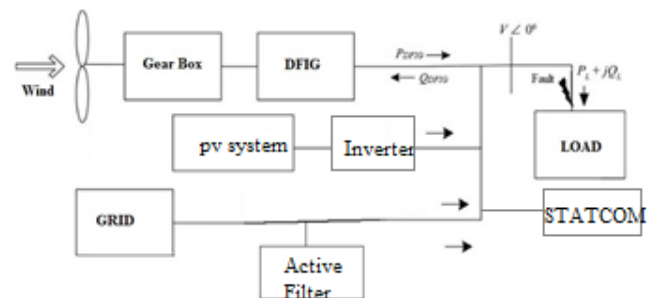 Wind
Gear Box
DFIG
P_DFIG
Q_DFIG
V∠0°
Fault
P_L + jQ_L
LOAD
pv system
Inverter
GRID
STATCOM
Active
Filter